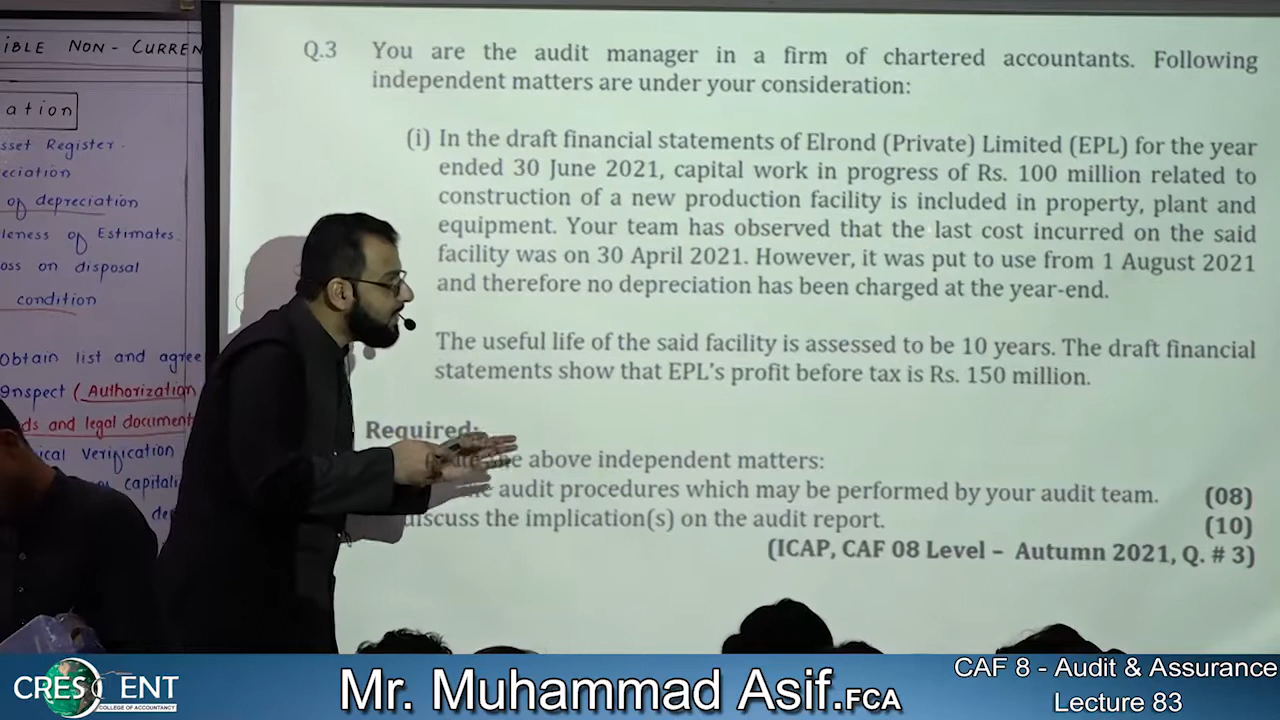 IBLE NON-CURREN
ation
sset Register.
eciation
of depreciation
leness of Estimates.
oss on disposal
condition
Obtain list and agree
Inspect (Authorization
ds and legal document
ical Verification
capitali
de
Q.3 You are the audit manager in a firm of chartered accountants. Following
independent matters are under your consideration:
(i) In the draft financial statements of Elrond (Private) Limited (EPL) for the year
ended 30 June 2021, capital work in progress of Rs. 100 million related to
construction of a new production facility is included in property, plant and
equipment. Your team has observed that the last cost incurred on the said
facility was on 30 April 2021. However, it was put to use from 1 August 2021
and therefore no depreciation has been charged at the year-end.
The useful life of the said facility is assessed to be 10 years. The draft financial
statements show that EPL's profit before tax is Rs. 150 million.
Required:
above independent matters:
audit procedures which may be performed by your audit team. (08)
discuss the implication(s) on the audit report. (10)
(ICAP, CAF 08 Level – Autumn 2021, Q. # 3)
CRESCENT
COLLEGE OF ACCOUNTANCY
Mr. Muhammad Asif.FCA
CAF 8 - Audit & Assurance
Lecture 83